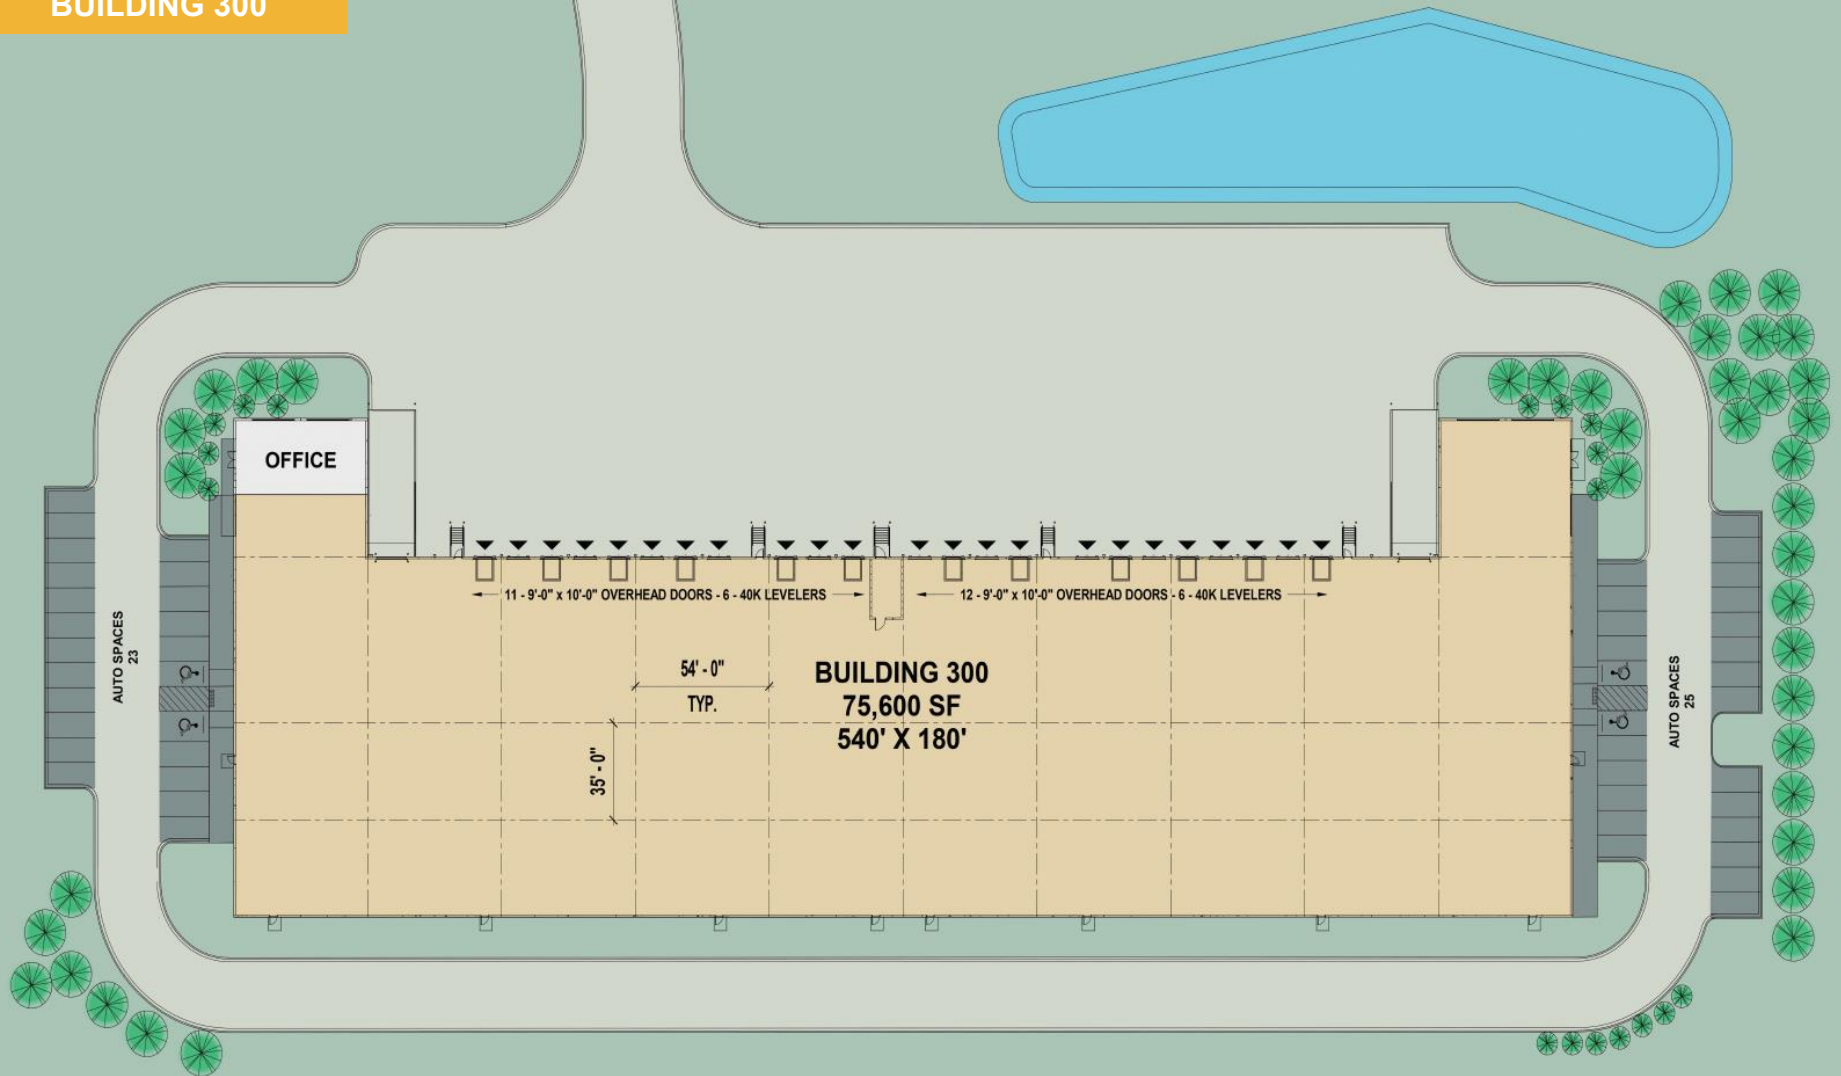 BUILDING 300
OFFICE
11 - 9'-0" x 10'-0" OVERHEAD DOORS - 6 - 40K LEVELERS
12 - 9'-0" x 10'-0" OVERHEAD DOORS - 6 - 40K LEVELERS
AUTO SPACES
23
54' - 0"
TYP.
35' - 0"
BUILDING 300
75,600 SF
540' X 180'
AUTO SPACES
25